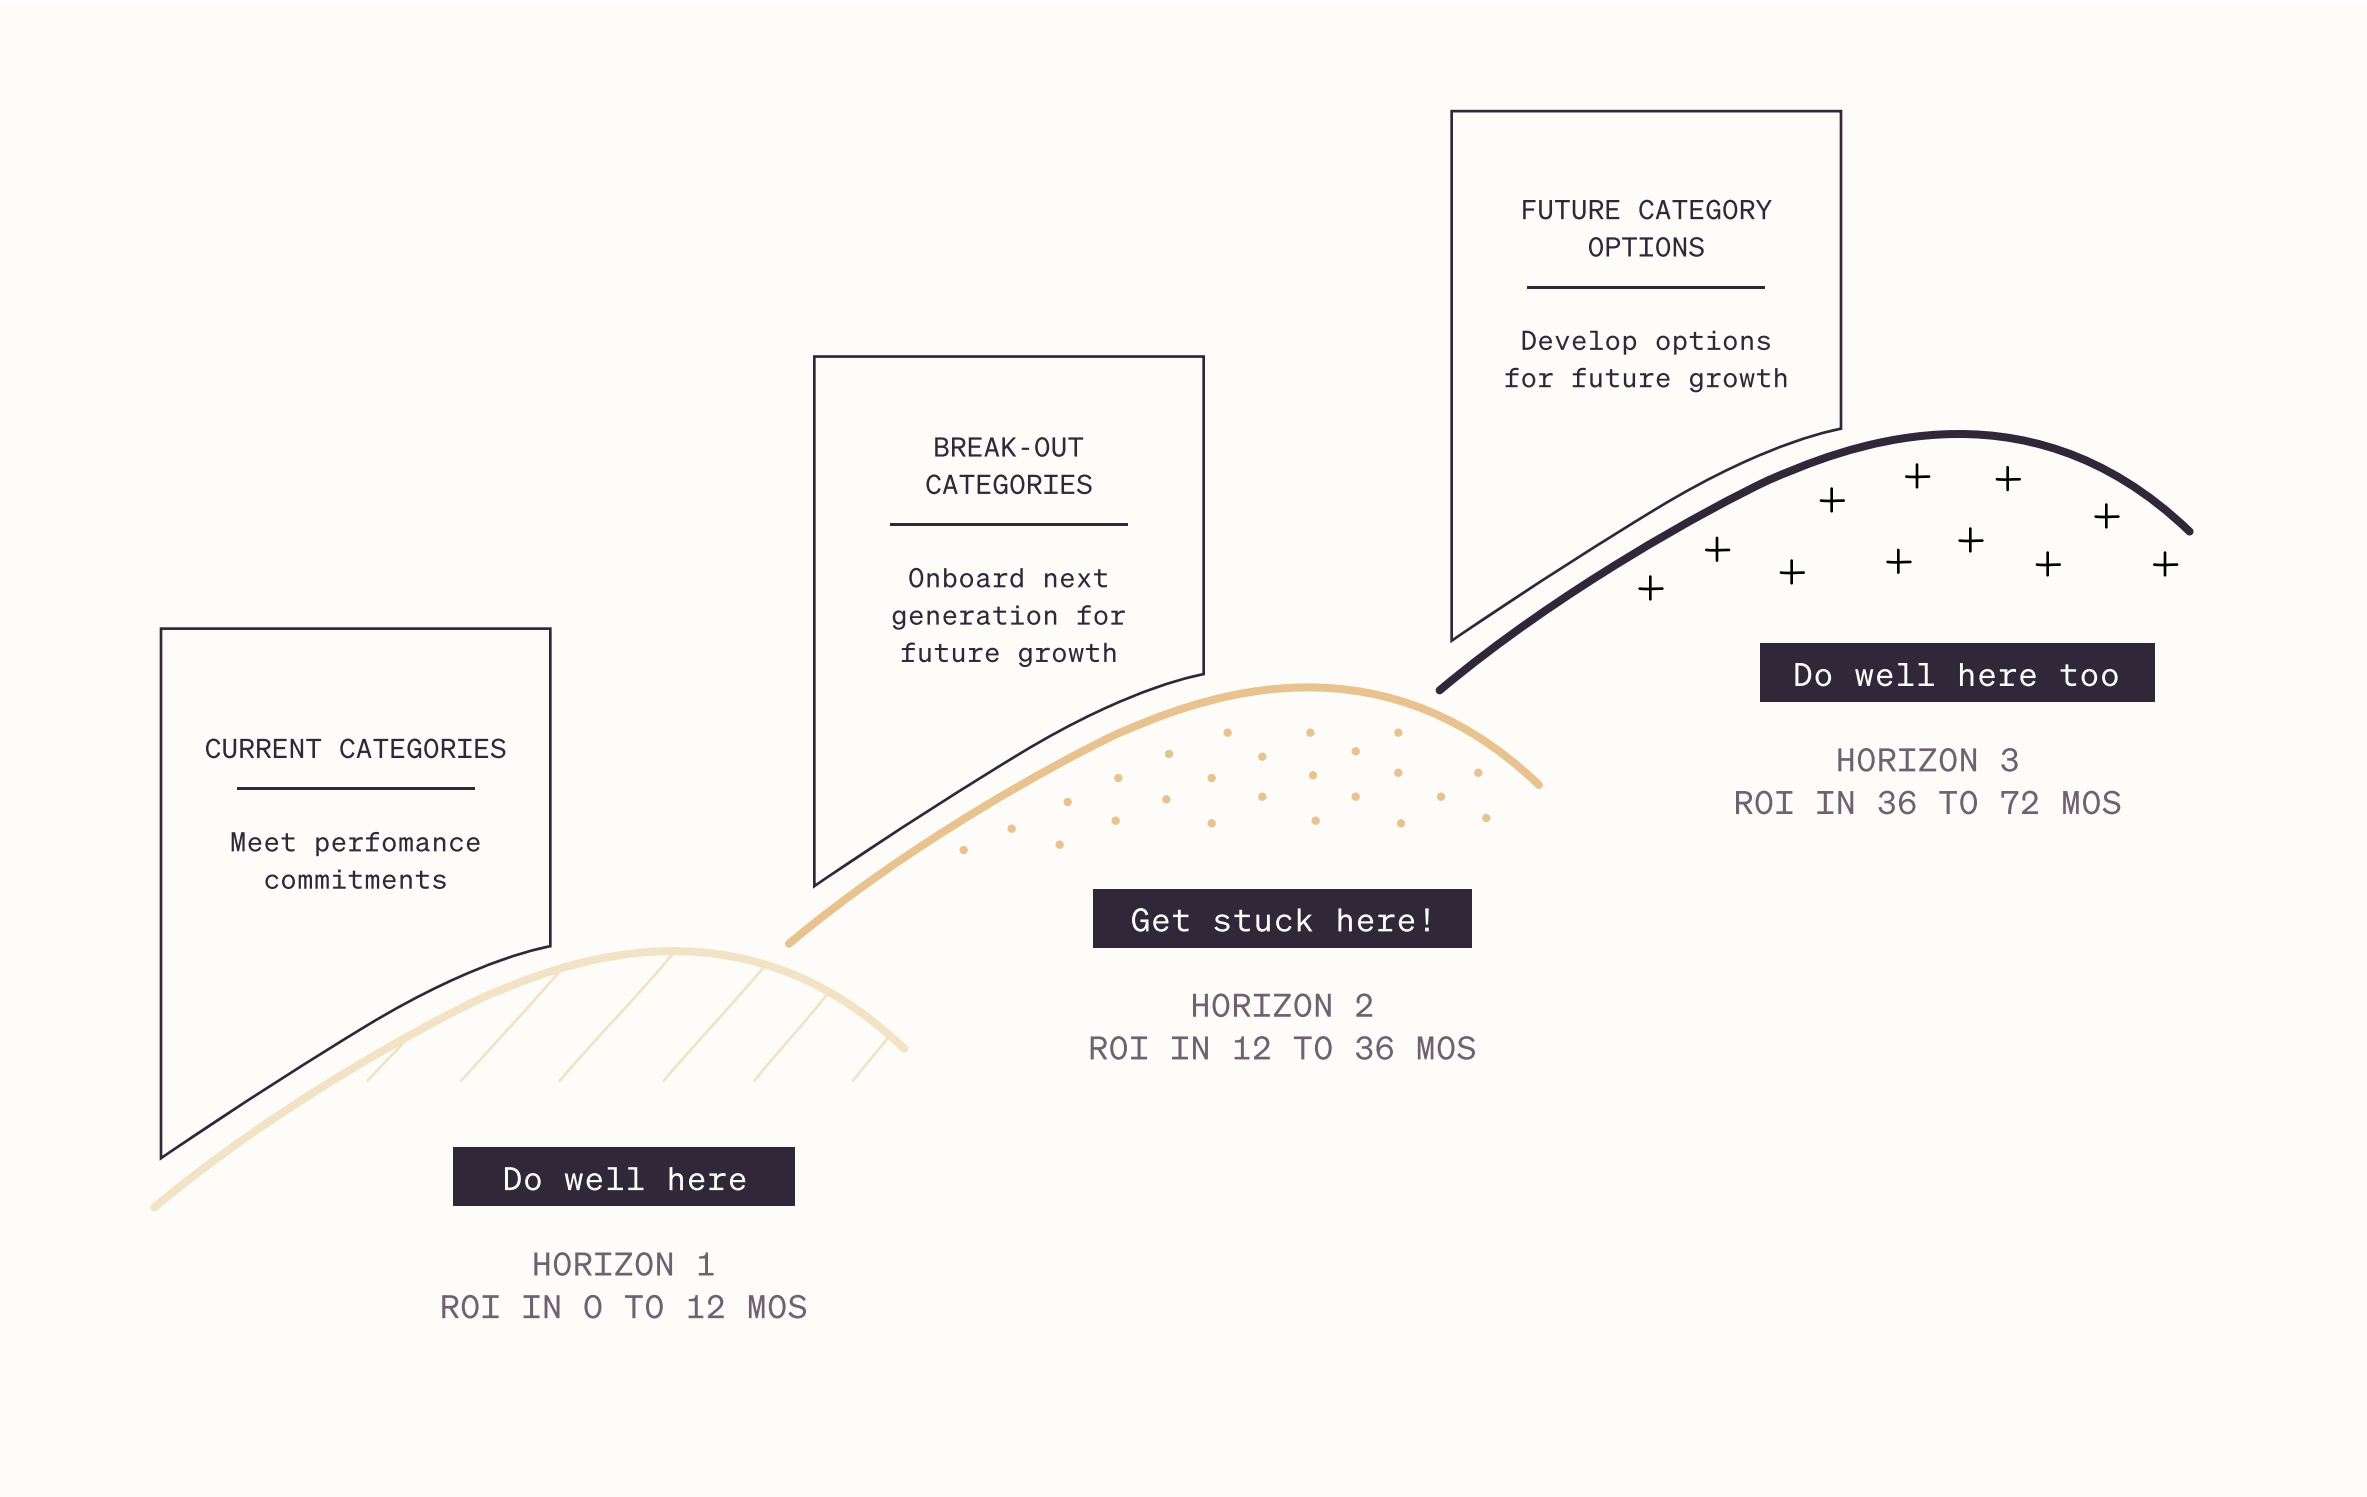 FUTURE CATEGORY
OPTIONS
Develop options
for future growth
Do well here too
HORIZON 3
ROI IN 36 TO 72 MOS
BREAK-OUT
CATEGORIES
Onboard next
generation for
future growth
Get stuck here!
HORIZON 2
ROI IN 12 TO 36 MOS
CURRENT CATEGORIES
Meet perfomance
commitments
Do well here
HORIZON 1
ROI IN O TO 12 MOS